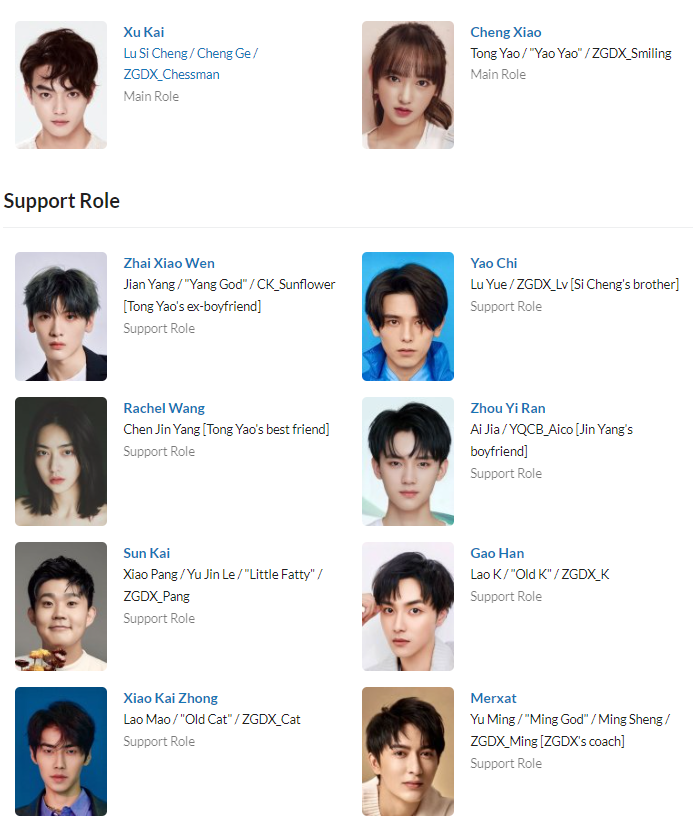 Xu Kai
Lu Si Cheng / Cheng Ge /
ZGDX_Chessman
Main Role
Cheng Xiao
Tong Yao / "Yao Yao" / ZGDX_Smiling
Main Role
Support Role
Zhai Xiao Wen
Jian Yang / "Yang God" / CK_Sunflower
[Tong Yao's ex-boyfriend]
Support Role
Yao Chi
Lu Yue / ZGDX_Lv [Si Cheng's brother]
Support Role
Rachel Wang
Chen Jin Yang [Tong Yao's best friend]
Support Role
Zhou Yi Ran
Ai Jia / YQCB_Aico [Jin Yang's
boyfriend]
Support Role
Sun Kai
Xiao Pang / Yu Jin Le / "Little Fatty" /
ZGDX_Pang
Support Role
Gao Han
Lao K / "Old K" / ZGDX_K
Support Role
Xiao Kai Zhong
Lao Mao / "Old Cat" / ZGDX_Cat
Support Role
Merxat
Yu Ming / "Ming God" / Ming Sheng /
ZGDX_Ming [ZGDX's coach]
Support Role